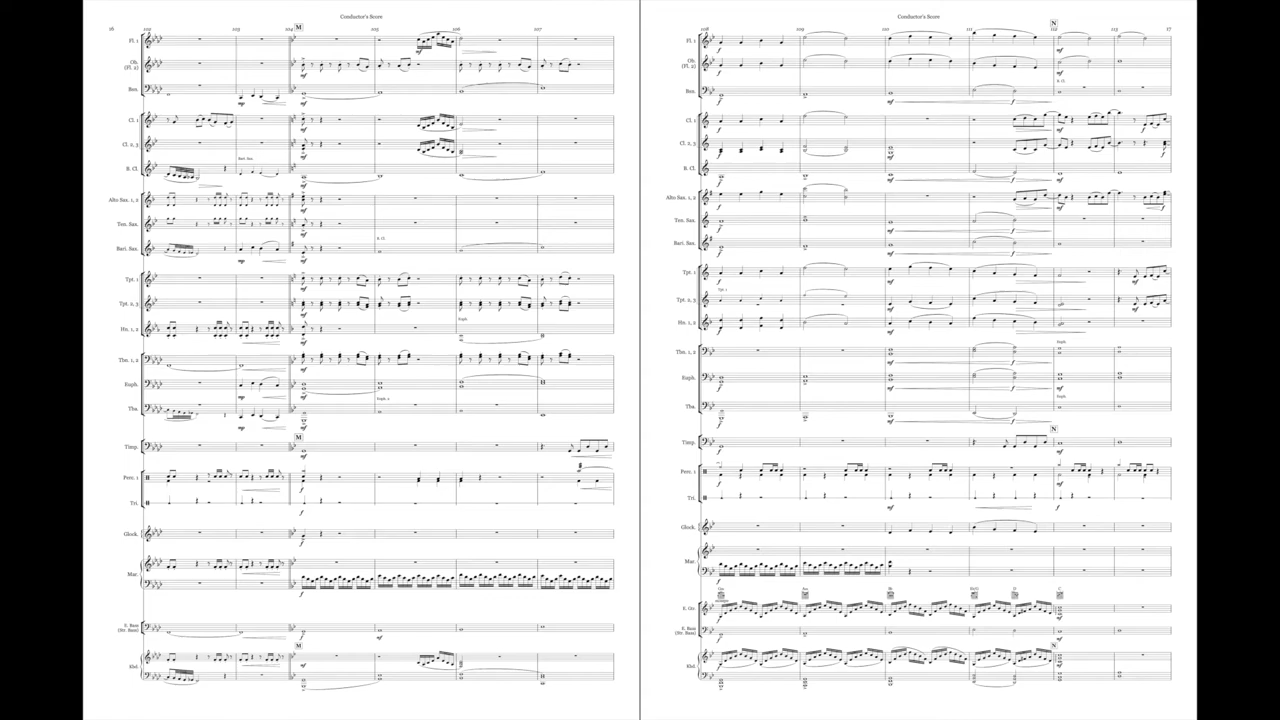 Conductor's Score
16 102 103 104 105 106 107
M
Fl. 1
Ob. (Fl. 2)
Bsn.
mp
Cl. 1
Cl. 2, 3
B. Cl.
Bari. Sax.
Alto Sax. 1, 2
Ten. Sax.
Bari. Sax.
B. Cl.
mp
Tpt. 1
Tpt. 2, 3
Hn. 1, 2
Euph.
Tbn. 1, 2
Euph.
Tba.
mp
M
Timp.
Perc. 1
Tri.
Glock.
Mar.
E. Bass
(Str. Bass)
M
Kbd.
Conductor's Score
108 109 110 111 112 113 17
N
Fl. 1
Ob.
(Fl. 2)
B. Cl.
Bsn.
Cl. 1
Cl. 2, 3
B. Cl.
Alto Sax. 1, 2
Ten. Sax.
Bari. Sax.
Tpt. 1
Tpt. 1
Tpt. 2, 3
Hn. 1, 2
Euph.
Tbn. 1, 2
Euph.
Euph.
Tba.
N
Timp.
Perc. 1
Tri.
Glock.
Mar.
E. Gtr.
E. Bass
(Str. Bass)
N
Kbd.